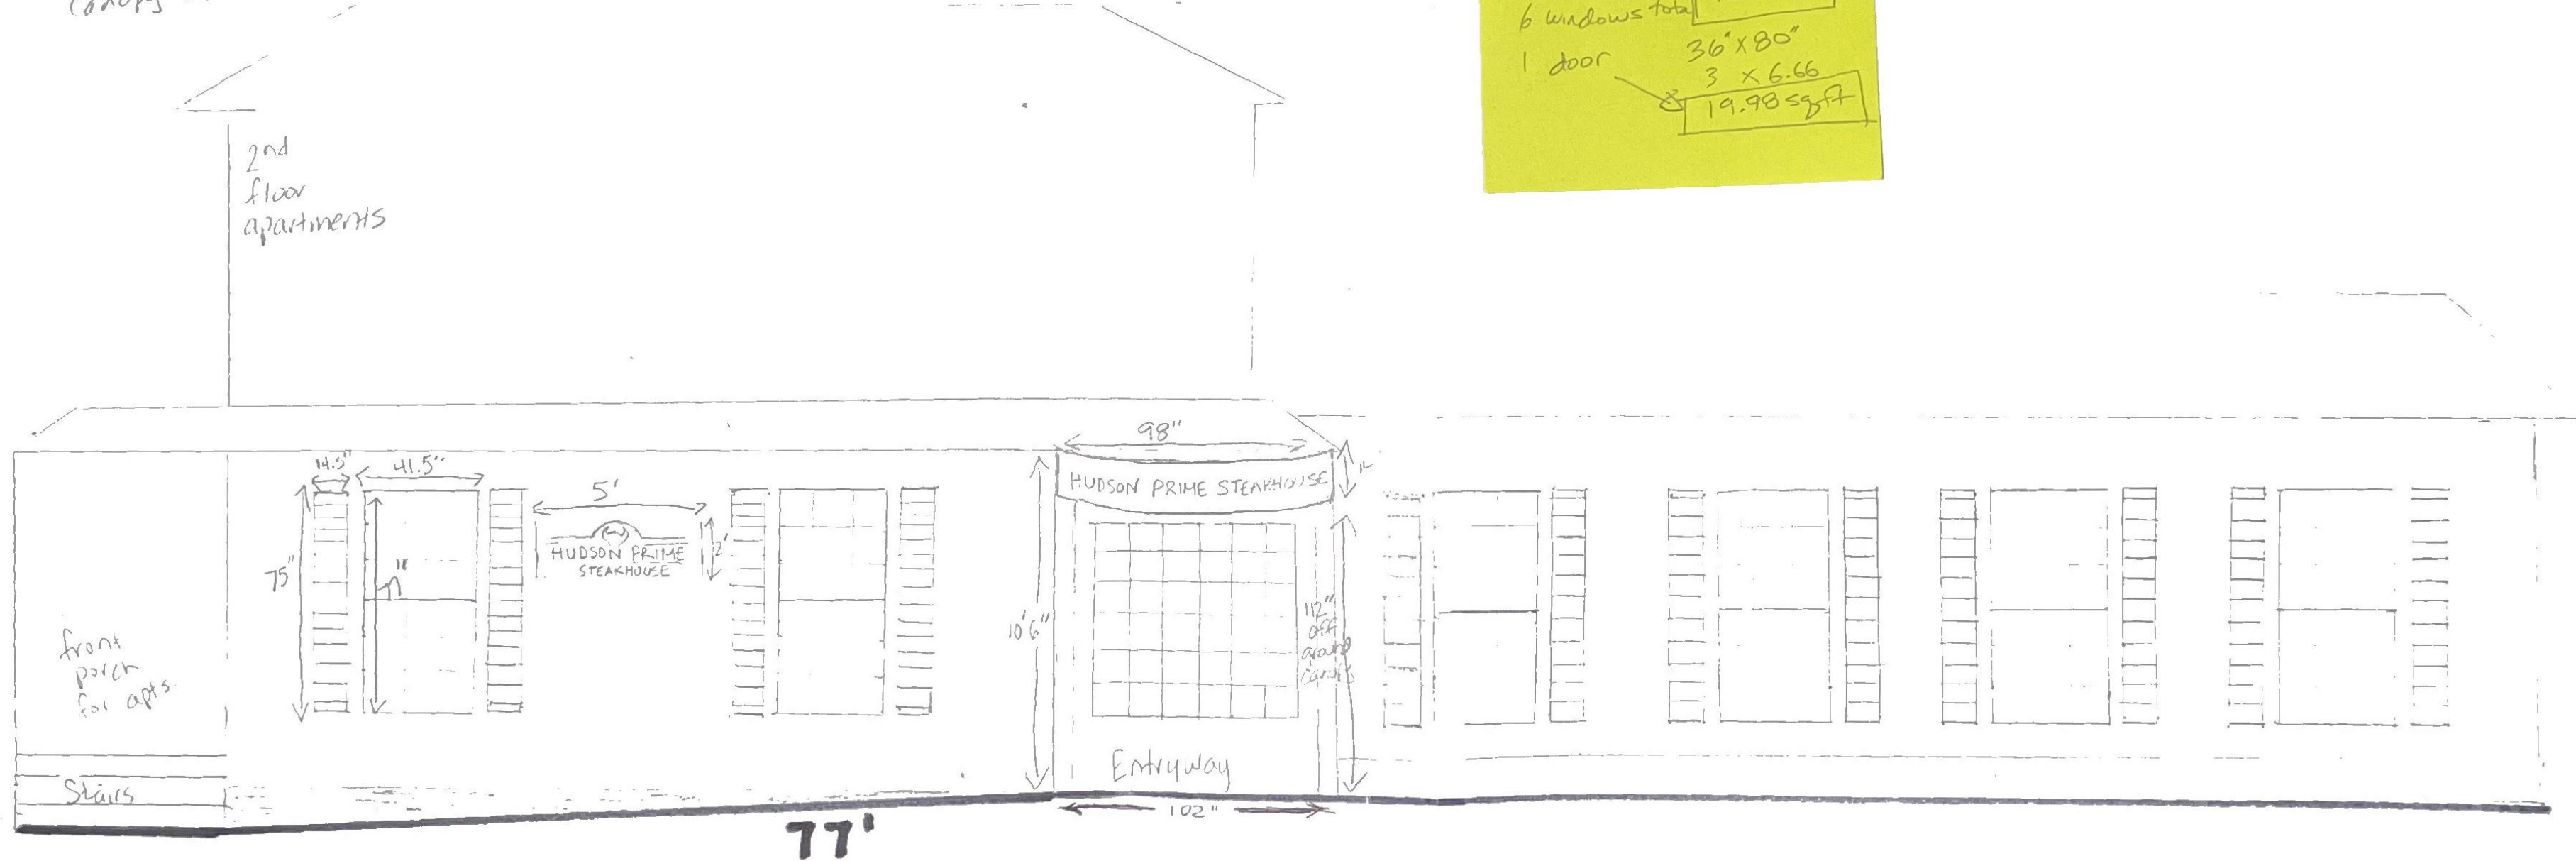 canopy
6 windows total
1 door
36" x 80"
3 x 6.66
19.98 sqft
2nd
floor
apartments
98"
14.5"
41.5"
5'
HUDSON PRIME STEAKHOUSE
75"
HUDSON PRIME
STEAKHOUSE
2'
10'6"
112"
off
ground
front
porch
for apts.
Entryway
Stairs
102"
77'